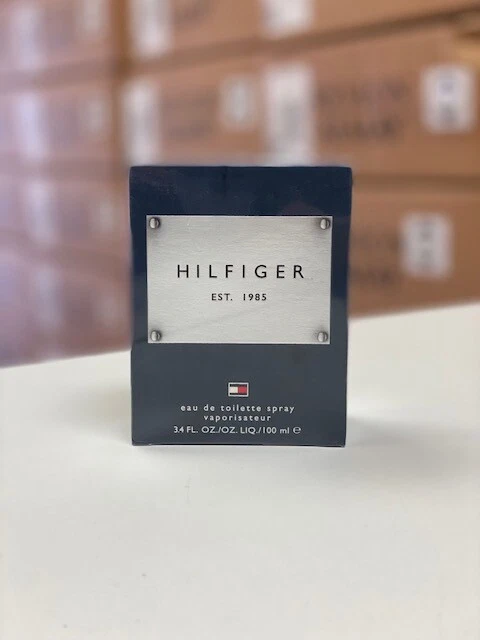 HILFIGER
EST. 1985
eau de toilette spray
vaporisateur
3.4 FL. OZ./OZ. LIQ./100 ml ℮